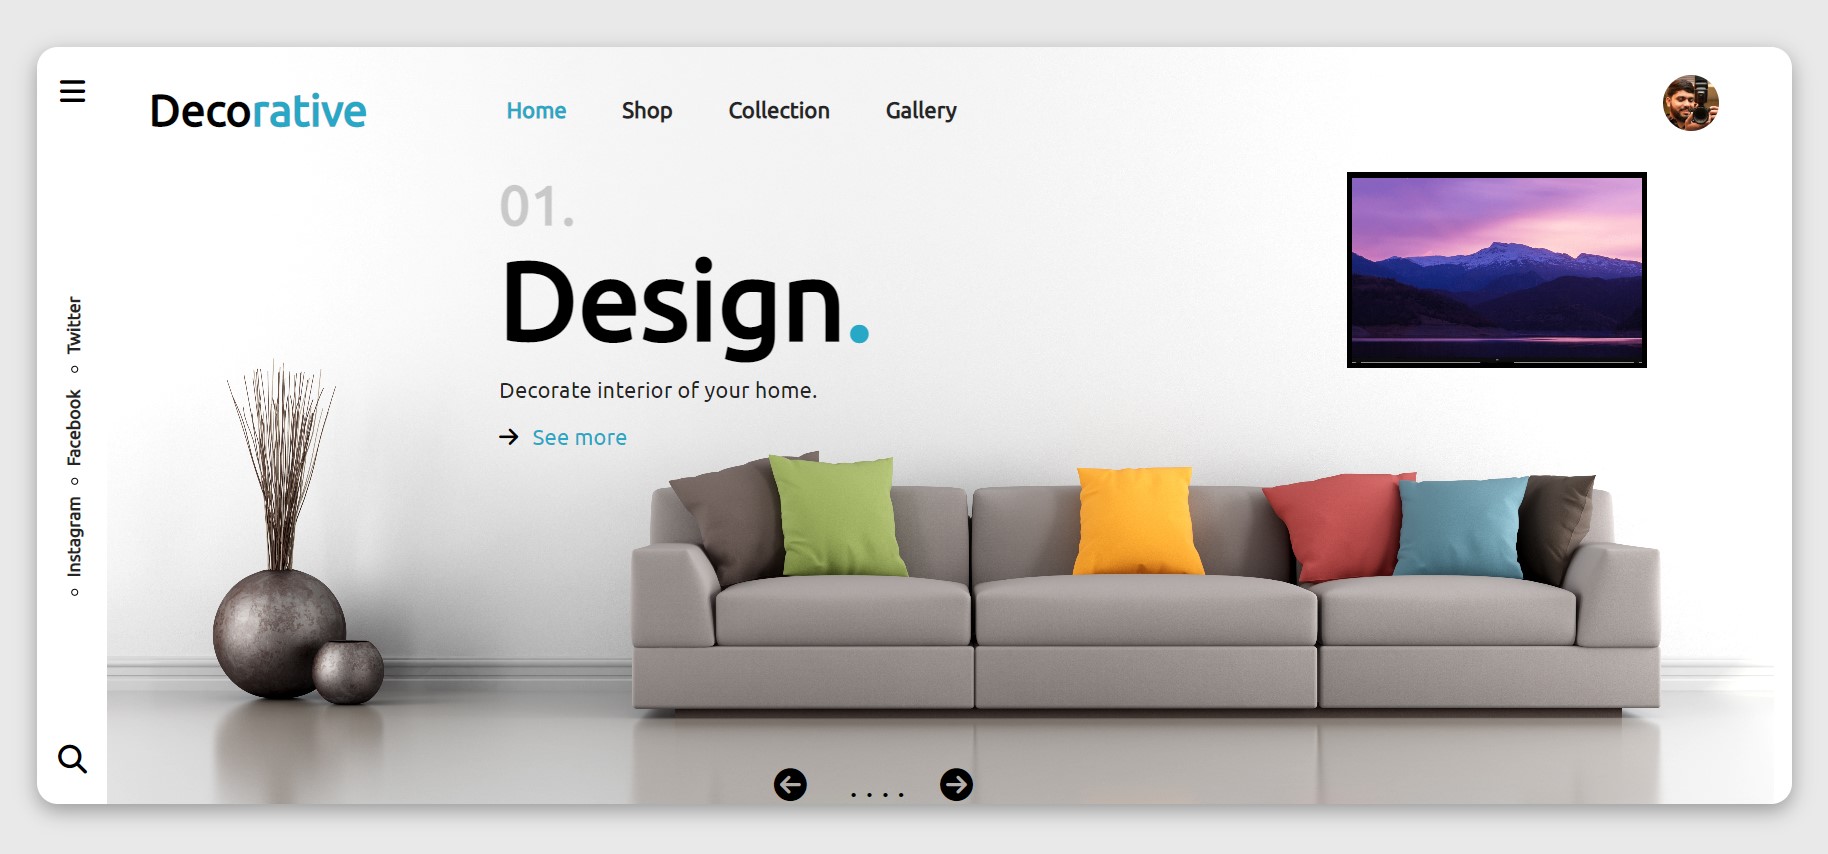 Decorative
Home
Shop
Collection
Gallery
01.
Design.
Decorate interior of your home.
See more
Twitter
Facebook
Instagram